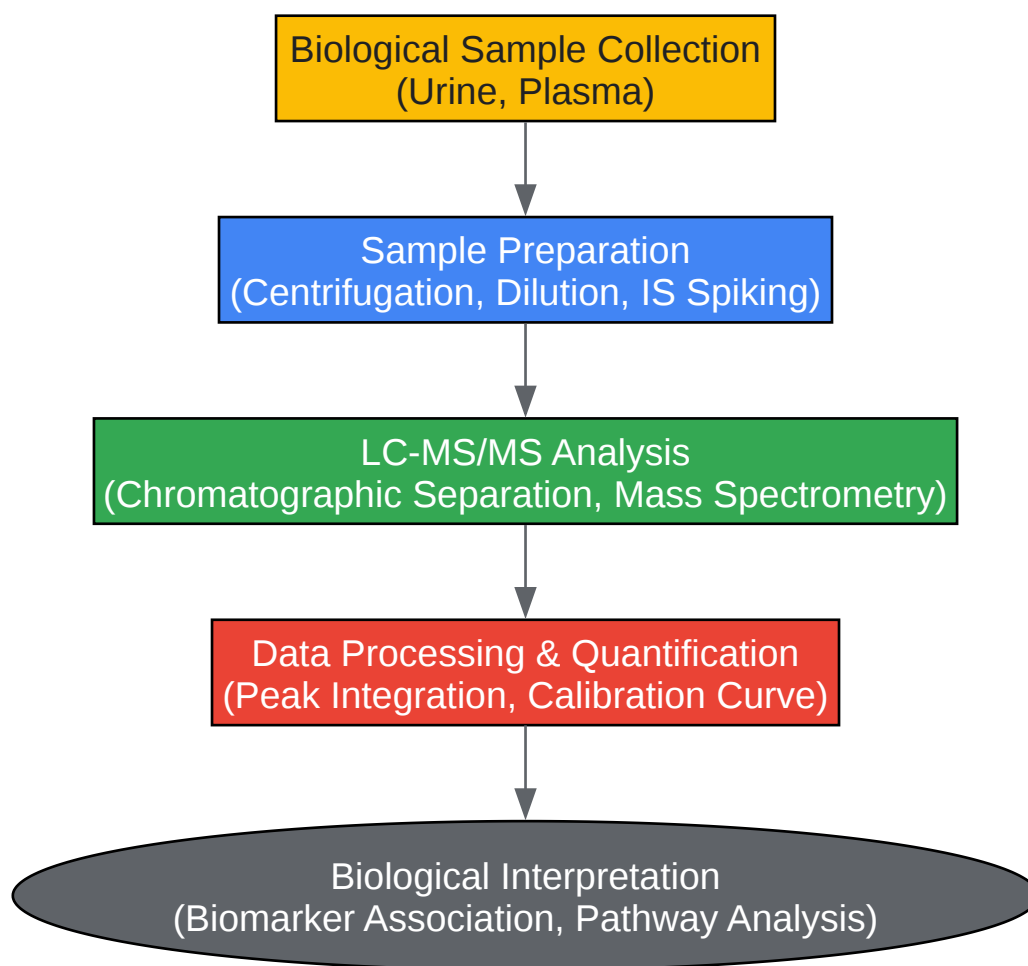 Biological Sample Collection
(Urine, Plasma)
Sample Preparation
(Centrifugation, Dilution, IS Spiking)
LC-MS/MS Analysis
(Chromatographic Separation, Mass Spectrometry)
Data Processing & Quantification
(Peak Integration, Calibration Curve)
Biological Interpretation
(Biomarker Association, Pathway Analysis)